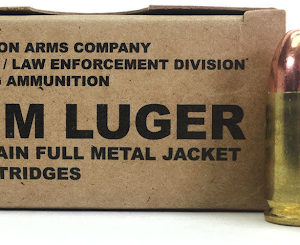 ON ARMS COMPANY
/ LAW ENFORCEMENT DIVISION
AMMUNITION
M LUGER
AIN FULL METAL JACKET
TRIDGES